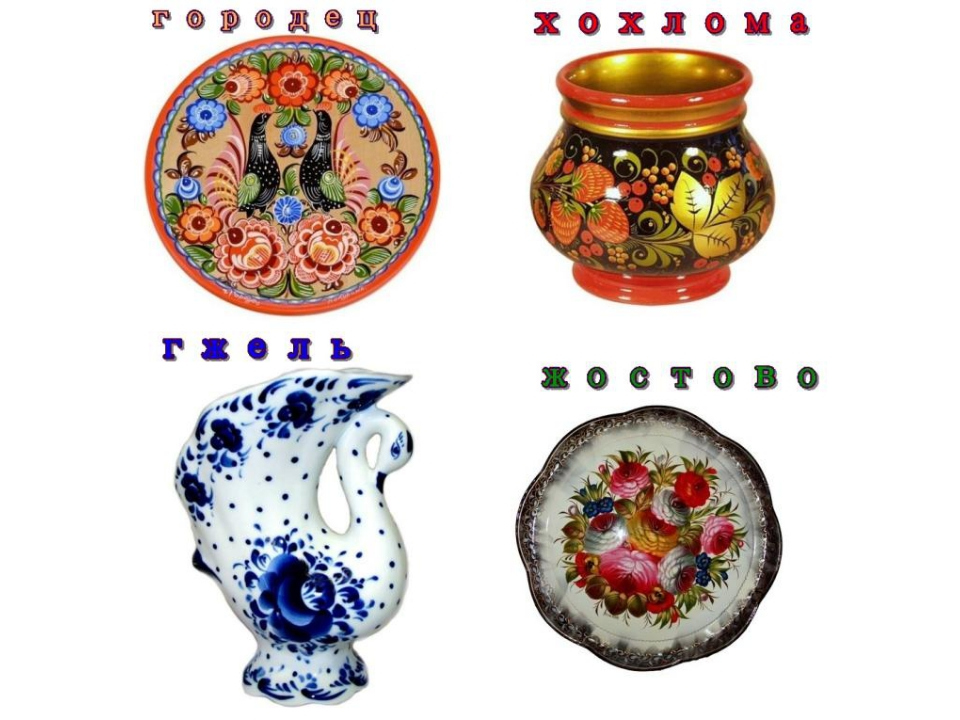 городец
хохлома
гжель
жостово